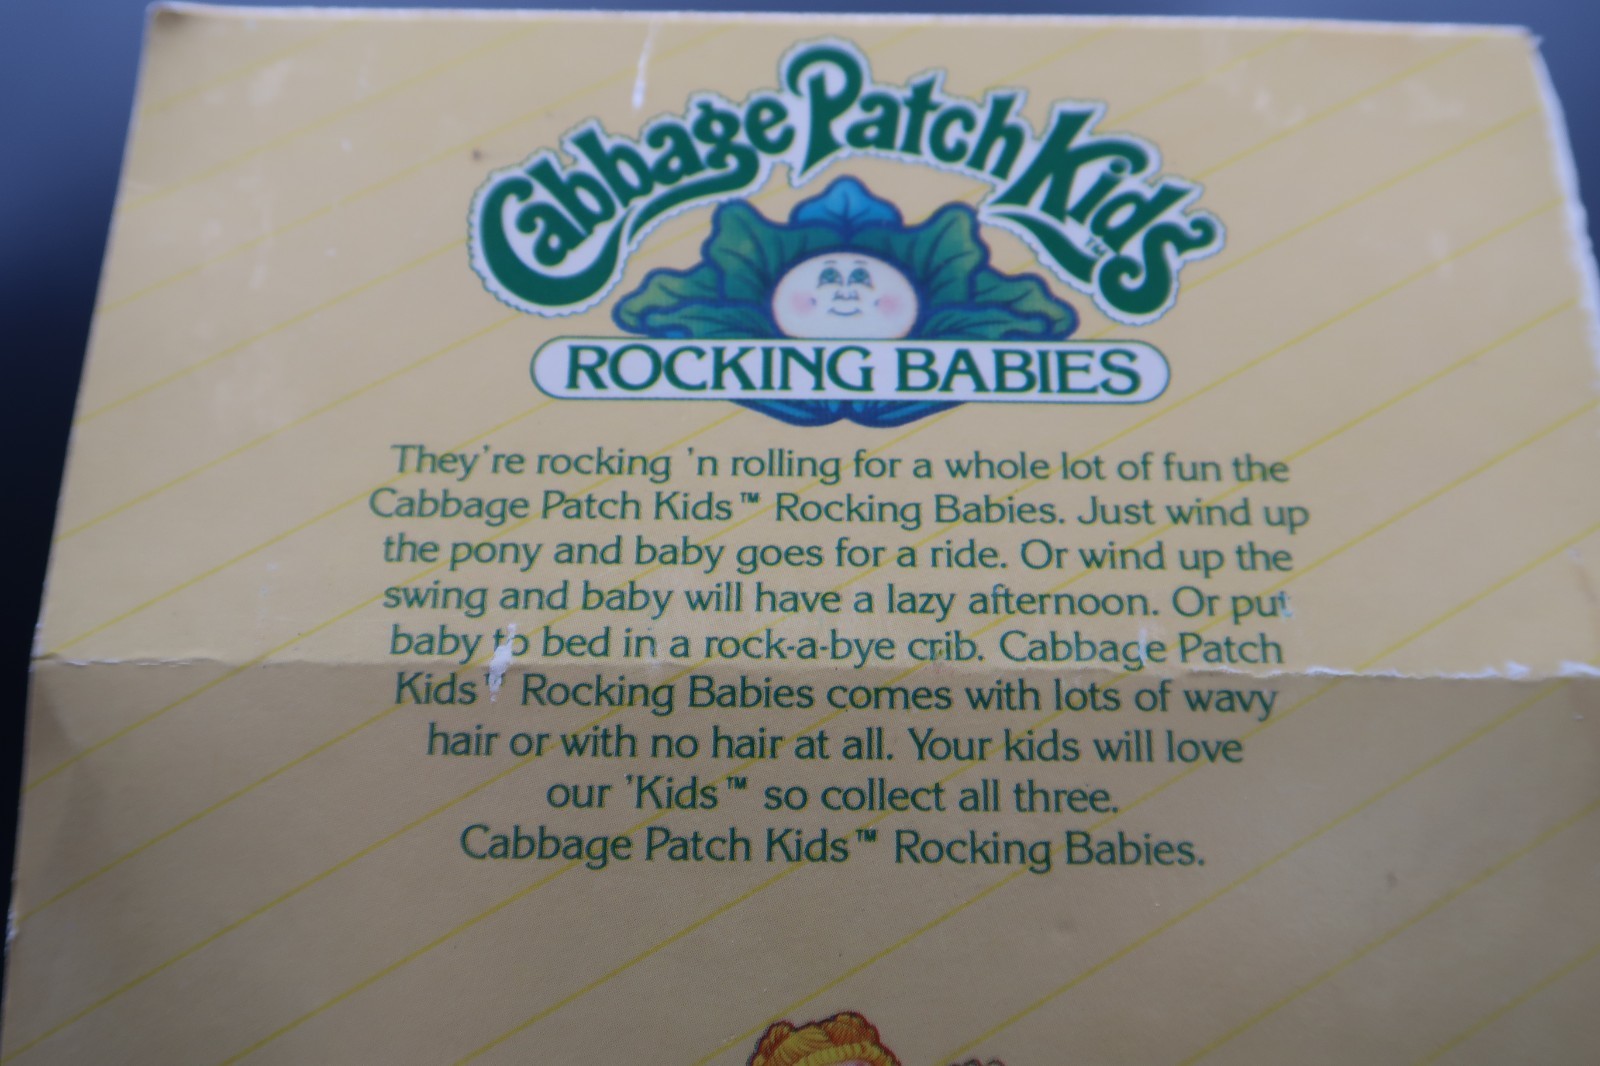 Cabbage Patch Kids™
ROCKING BABIES
They're rocking 'n rolling for a whole lot of fun the
Cabbage Patch Kids™ Rocking Babies. Just wind up
the pony and baby goes for a ride. Or wind up the
swing and baby will have a lazy afternoon. Or put
baby to bed in a rock-a-bye crib. Cabbage Patch
Kids™ Rocking Babies comes with lots of wavy
hair or with no hair at all. Your kids will love
our 'Kids™ so collect all three.
Cabbage Patch Kids™ Rocking Babies.